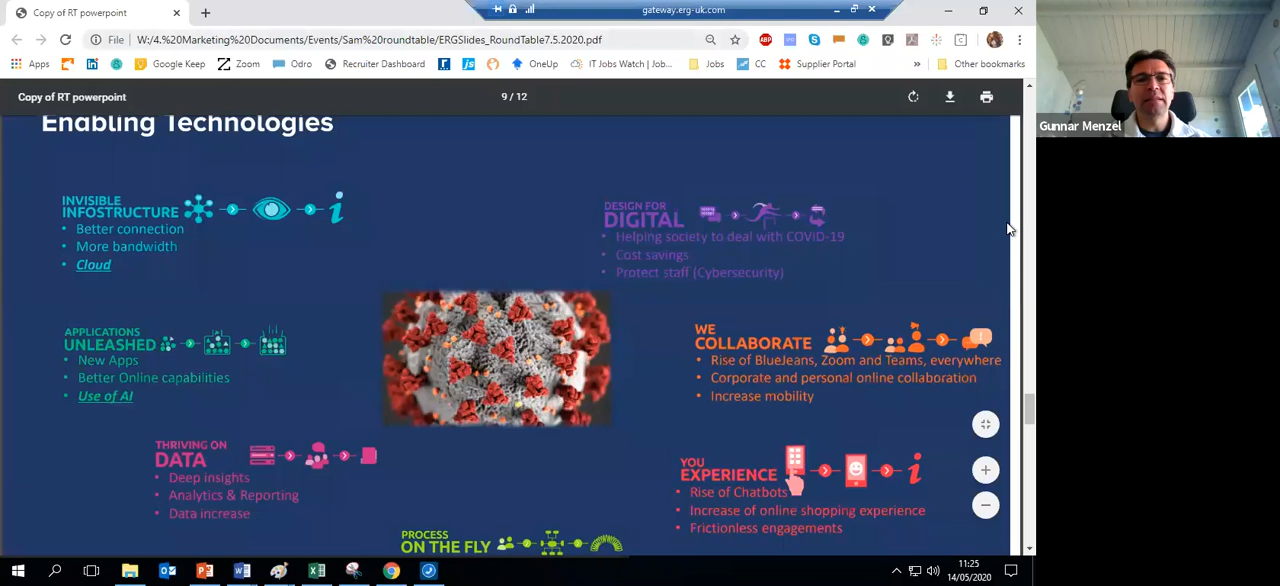 Copy of RT powerpoint
gateway.erg-uk.com
File
W:/4.%20Marketing%20Documents/Events/Sam%20roundtable/ERGSlides_RoundTable7.5.2020.pdf
ABP
Apps
Google Keep
Zoom
Odro
Recruiter Dashboard
OneUp
IT Jobs Watch | Job...
Jobs
CC
Supplier Portal
Other bookmarks
Copy of RT powerpoint
9 / 12
Gunnar Menzel
Enabling Technologies
INVISIBLE
INFOSTRUCTURE
• Better connection
• More bandwidth
• Cloud
DESIGN FOR
DIGITAL
• Helping society to deal with COVID-19
• Cost savings
• Protect staff (Cybersecurity)
APPLICATIONS
UNLEASHED
• New Apps
• Better Online capabilities
• Use of AI
WE
COLLABORATE
• Rise of BlueJeans, Zoom and Teams, everywhere
• Corporate and personal online collaboration
• Increase mobility
THRIVING ON
DATA
• Deep insights
• Analytics & Reporting
• Data increase
YOU
EXPERIENCE
• Rise of Chatbots
• Increase of online shopping experience
• Frictionless engagements
PROCESS
ON THE FLY
11:25
14/05/2020